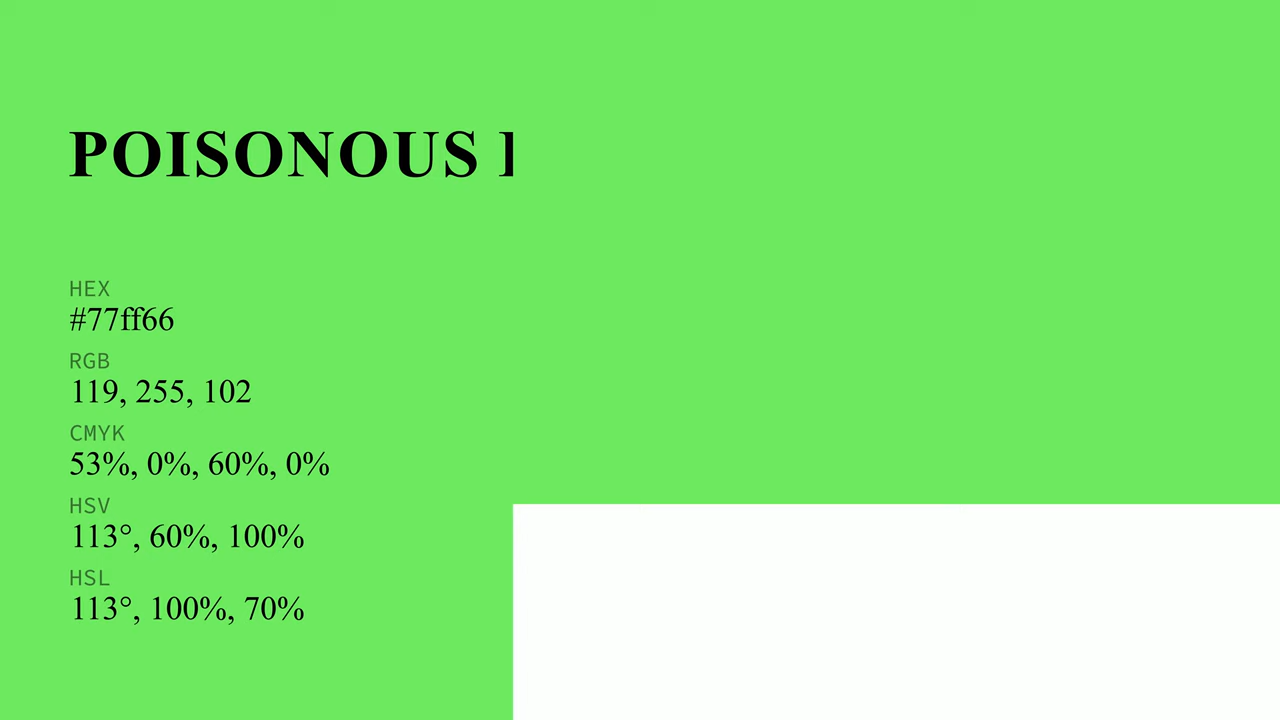 POISONOUS
HEX
#77ff66
RGB
119, 255, 102
CMYK
53%, 0%, 60%, 0%
HSV
113°, 60%, 100%
HSL
113°, 100%, 70%